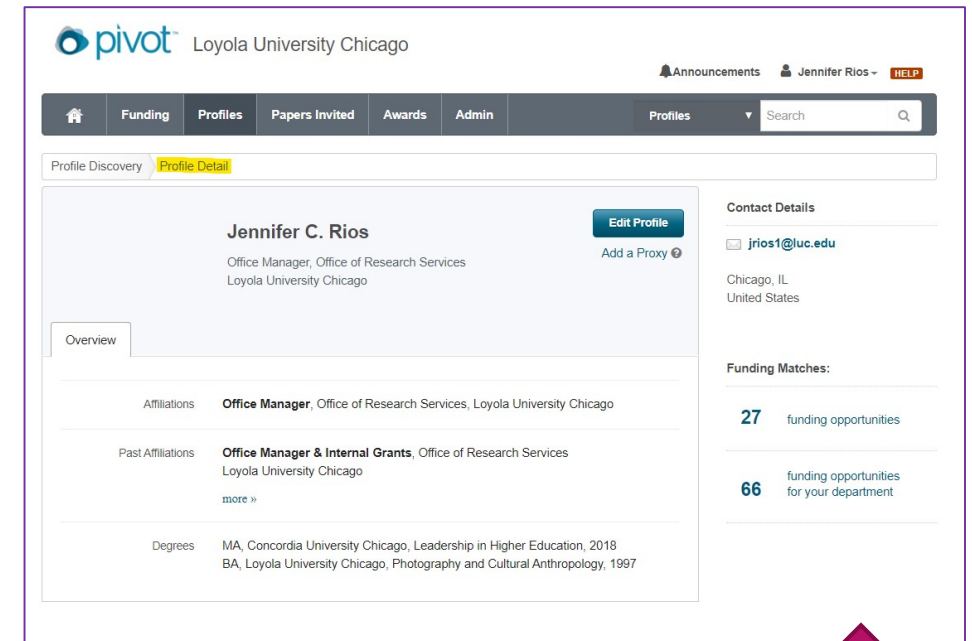 pivot™ Loyola University Chicago
Announcements Jennifer Rios HELP
Funding Profiles Papers Invited Awards Admin Profiles Search
Profile Discovery Profile Detail
Jennifer C. Rios
Office Manager, Office of Research Services
Loyola University Chicago
Edit Profile
Add a Proxy
Overview
Affiliations Office Manager, Office of Research Services, Loyola University Chicago
Past Affiliations Office Manager & Internal Grants, Office of Research Services
Loyola University Chicago
more »
Degrees MA, Concordia University Chicago, Leadership in Higher Education, 2018
BA, Loyola University Chicago, Photography and Cultural Anthropology, 1997
Contact Details
jrios1@luc.edu
Chicago, IL
United States
Funding Matches:
27 funding opportunities
66 funding opportunities
for your department